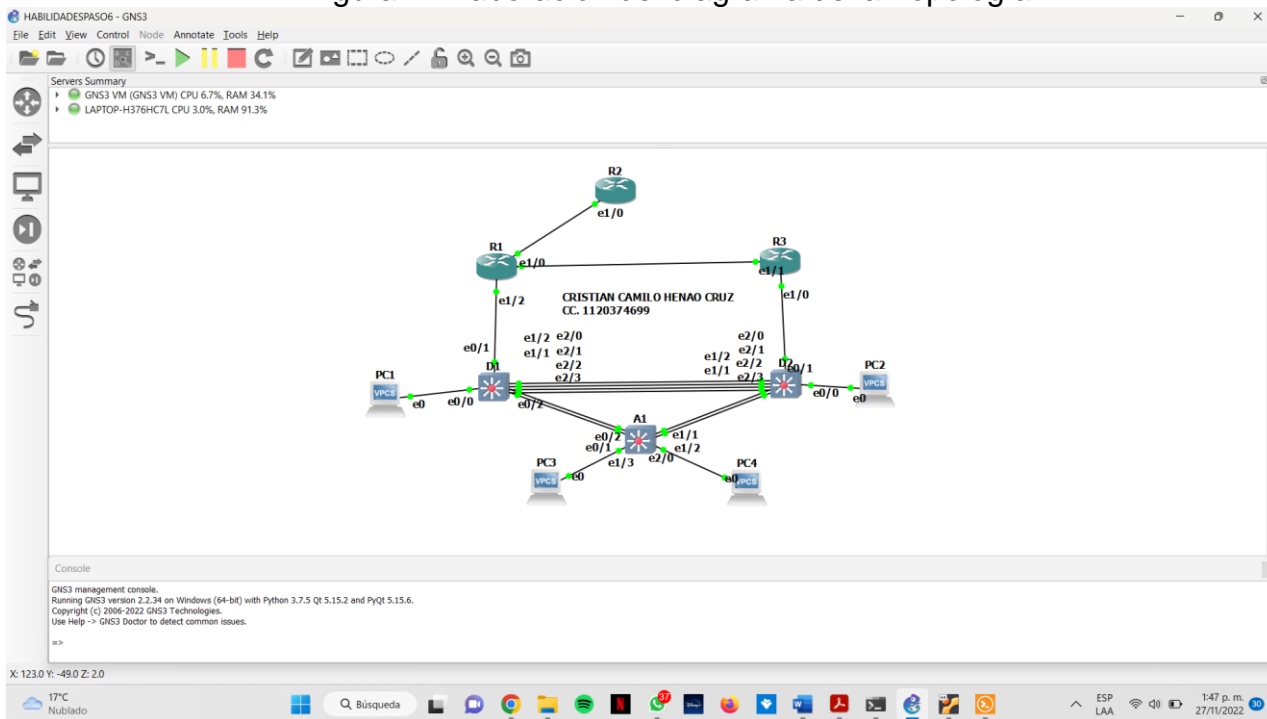 HABILIDADESPASO6 - GNS3
File Edit View Control Node Annotate Tools Help
Servers Summary
GNS3 VM (GNS3 VM) CPU 6.7%, RAM 34.1%
LAPTOP-H376HC7L CPU 3.0%, RAM 91.3%
R2
e1/0
R1
e1/0
R3
e1/1
e1/2
e1/0
CRISTIAN CAMILO HENAO CRUZ
CC. 1120374699
e1/2 e2/0
e1/1 e2/1
e2/2
e2/3
e2/0
e1/2 e2/1
e1/1 e2/2
e2/3
e0/1
D1
D2
e0/1
PC1
VPCS
e0
e0/0
e0/2
PC2
VPCS
e0/0
e0
A1
e0/2
e0/1
e1/1
e1/2
e1/3
e2/0
PC3
VPCS
e0
PC4
VPCS
e0
Console
GNS3 management console.
Running GNS3 version 2.2.34 on Windows (64-bit) with Python 3.7.5 Qt 5.15.2 and PyQt 5.15.6.
Copyright (c) 2006-2022 GNS3 Technologies.
Use Help -> GNS3 Doctor to detect common issues.
=>
X: 123.0 Y: -49.0 Z: 2.0
17°C
Nublado
Búsqueda
37
ESP
LAA
1:47 p. m.
27/11/2022
30